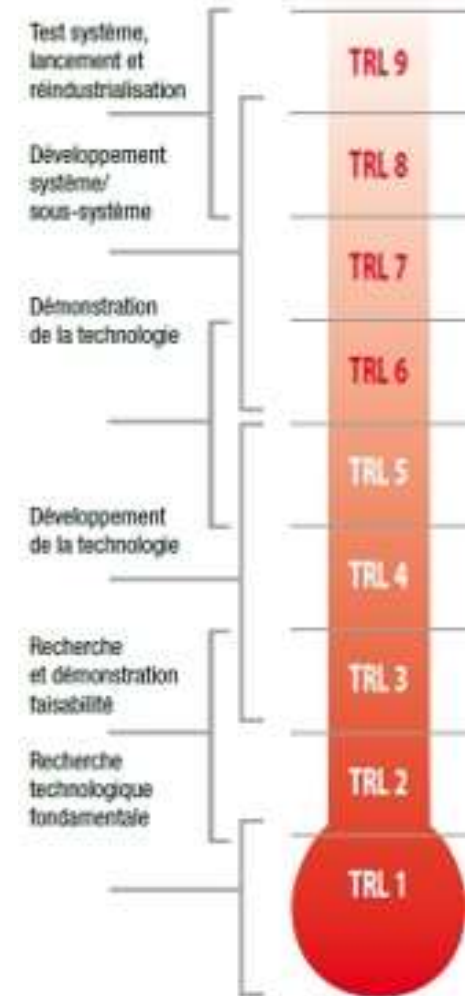 Test système,
lancement et
réindustrialisation
Développement
système/
sous-système
Démonstration
de la technologie
Développement
de la technologie
Recherche
et démonstration
faisabilité
Recherche
technologique
fondamentale
TRL 9
TRL 8
TRL 7
TRL 6
TRL 5
TRL 4
TRL 3
TRL 2
TRL 1